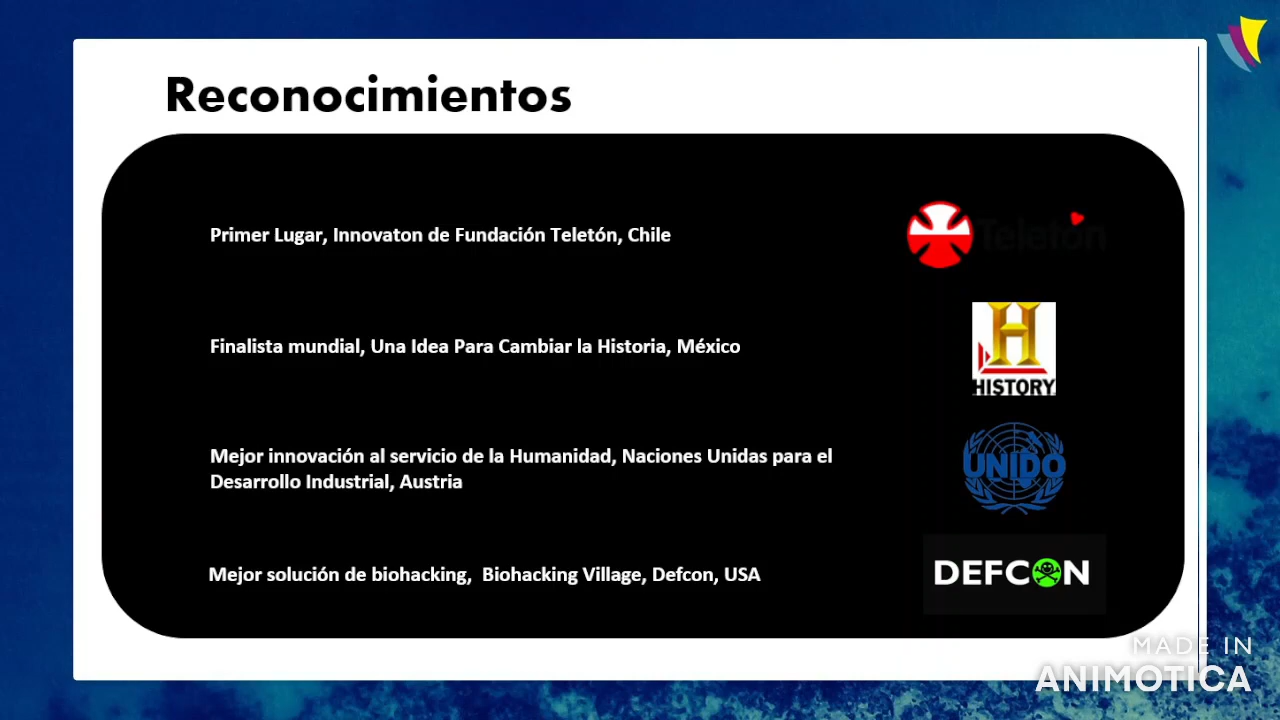 Reconocimientos
Primer Lugar, Innovaton de Fundación Teletón, Chile
Teletón
Finalista mundial, Una Idea Para Cambiar la Historia, México
H
HISTORY
Mejor innovación al servicio de la Humanidad, Naciones Unidas para el
Desarrollo Industrial, Austria
UNIDO
Mejor solución de biohacking,  Biohacking Village, Defcon, USA
DEFCON
MADE IN
ANIMOTICA